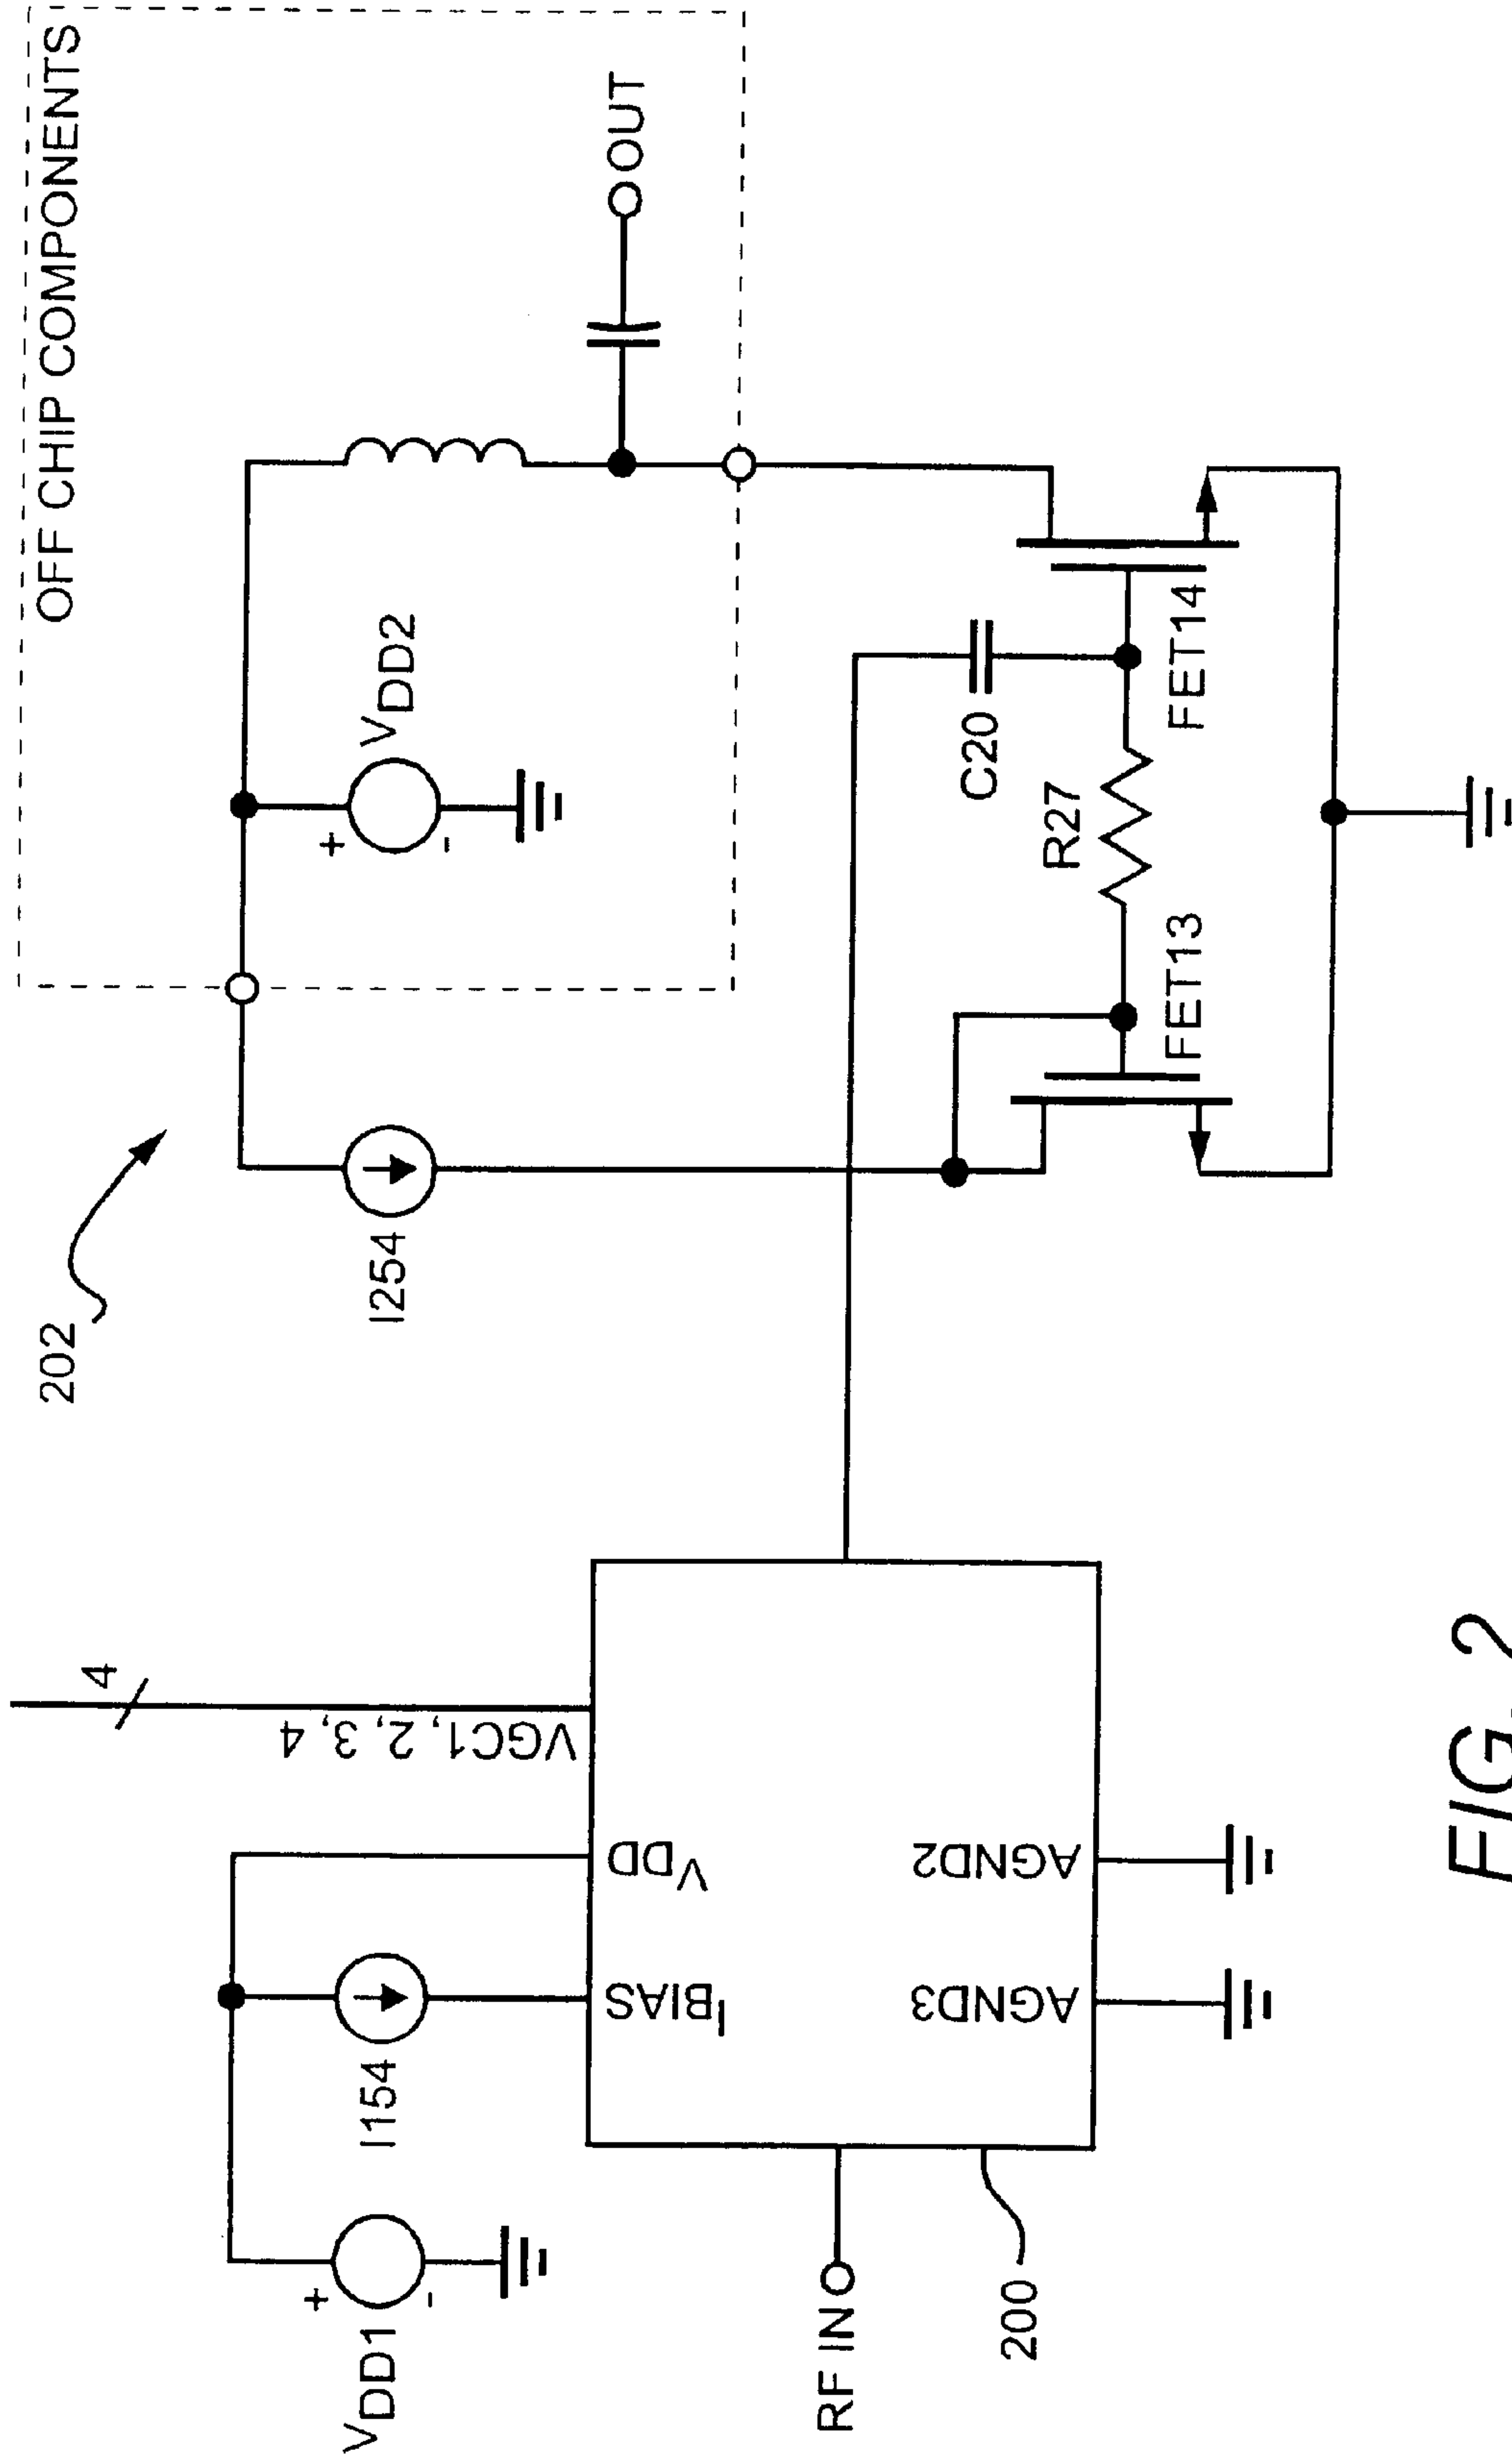 OFF CHIP COMPONENTS
202
VDD2
+
-
OUT
I254
C20
R27
FET13
FET14
4
VGC1, 2, 3, 4
VDD1
+
-
I154
IBIAS
VDD
RF IN
AGND3
AGND2
200
FIG. 2